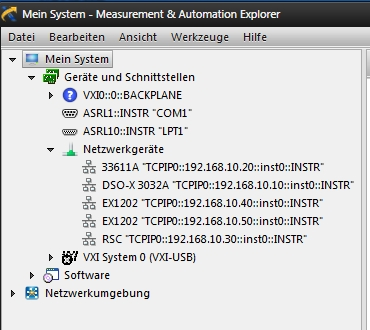 Mein System - Measurement & Automation Explorer
Datei Bearbeiten Ansicht Werkzeuge Hilfe
Mein System
Geräte und Schnittstellen
VXI0::0::BACKPLANE
ASRL1::INSTR "COM1"
ASRL10::INSTR "LPT1"
Netzwerkgeräte
33611A "TCPIP0::192.168.10.20::inst0::INSTR"
DSO-X 3032A "TCPIP0::192.168.10.10::inst0::INSTR"
EX1202 "TCPIP0::192.168.10.40::inst0::INSTR"
EX1202 "TCPIP0::192.168.10.50::inst0::INSTR"
RSC "TCPIP0::192.168.10.30::inst0::INSTR"
VXI System 0 (VXI-USB)
Software
Netzwerkumgebung